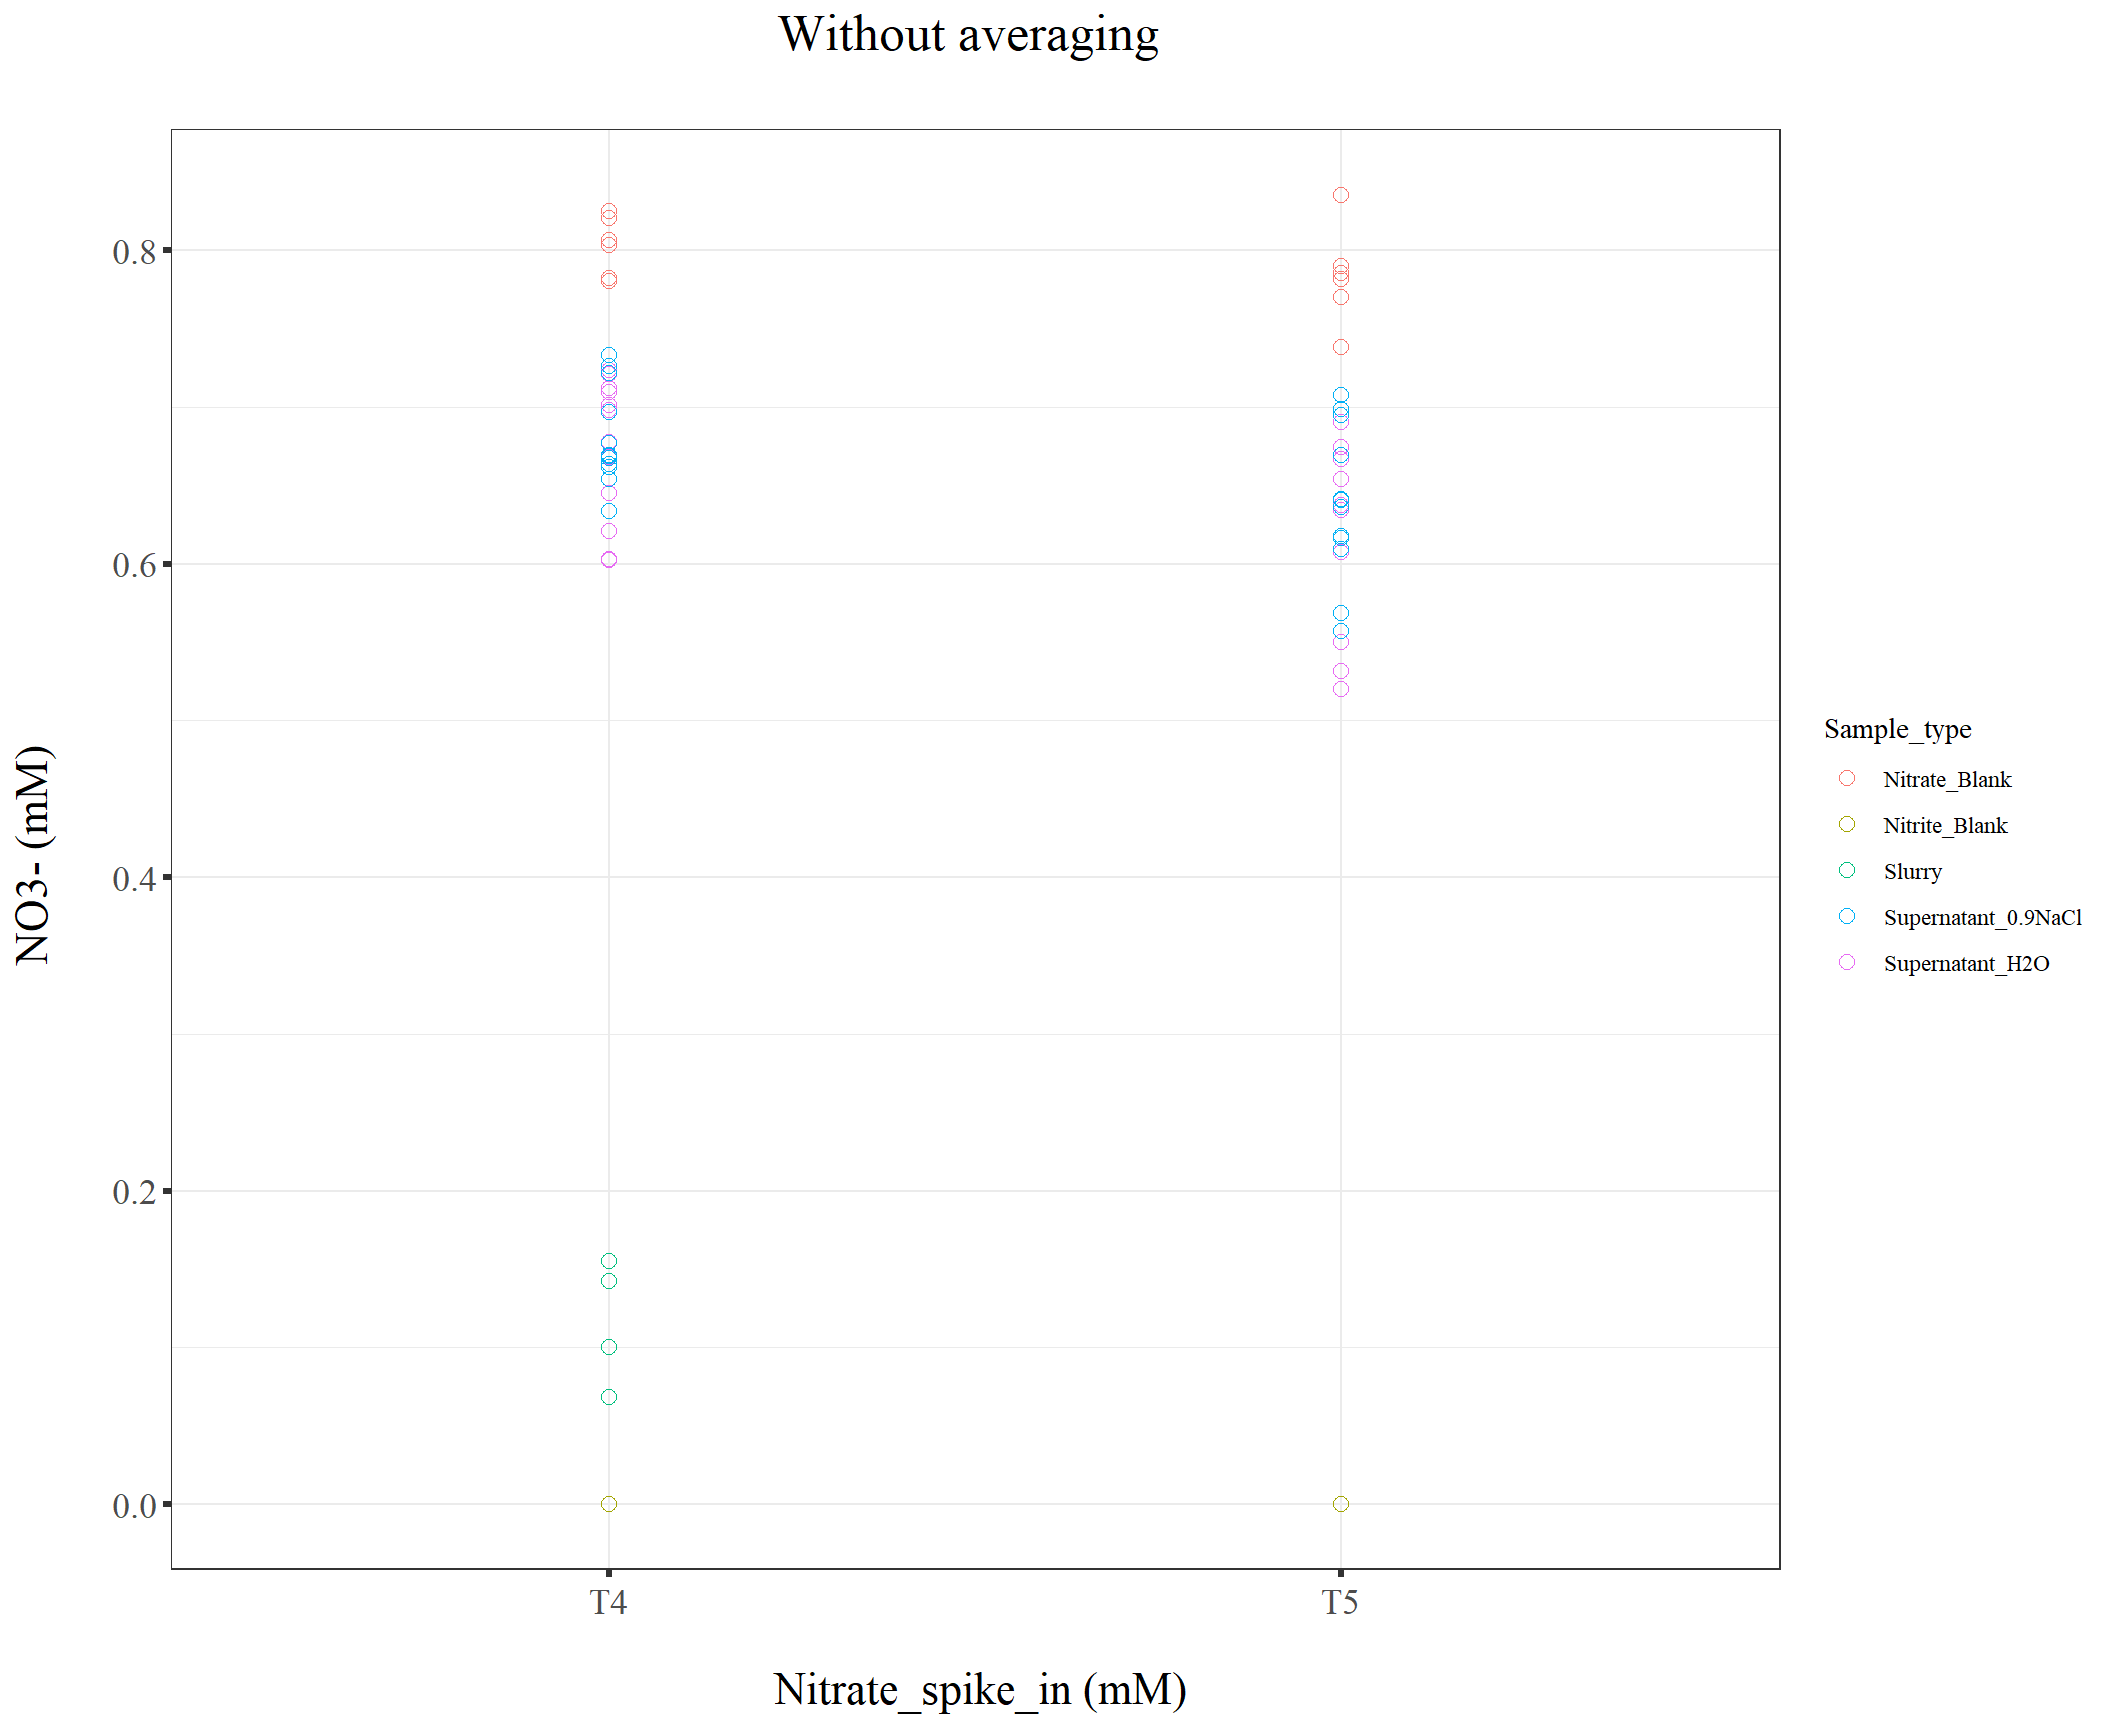 Without averaging
0.8
0.6
0.4
0.2
0.0
NO3- (mM)
T4
T5
Nitrate_spike_in (mM)
Sample_type
Nitrate_Blank
Nitrite_Blank
Slurry
Supernatant_0.9NaCl
Supernatant_H2O